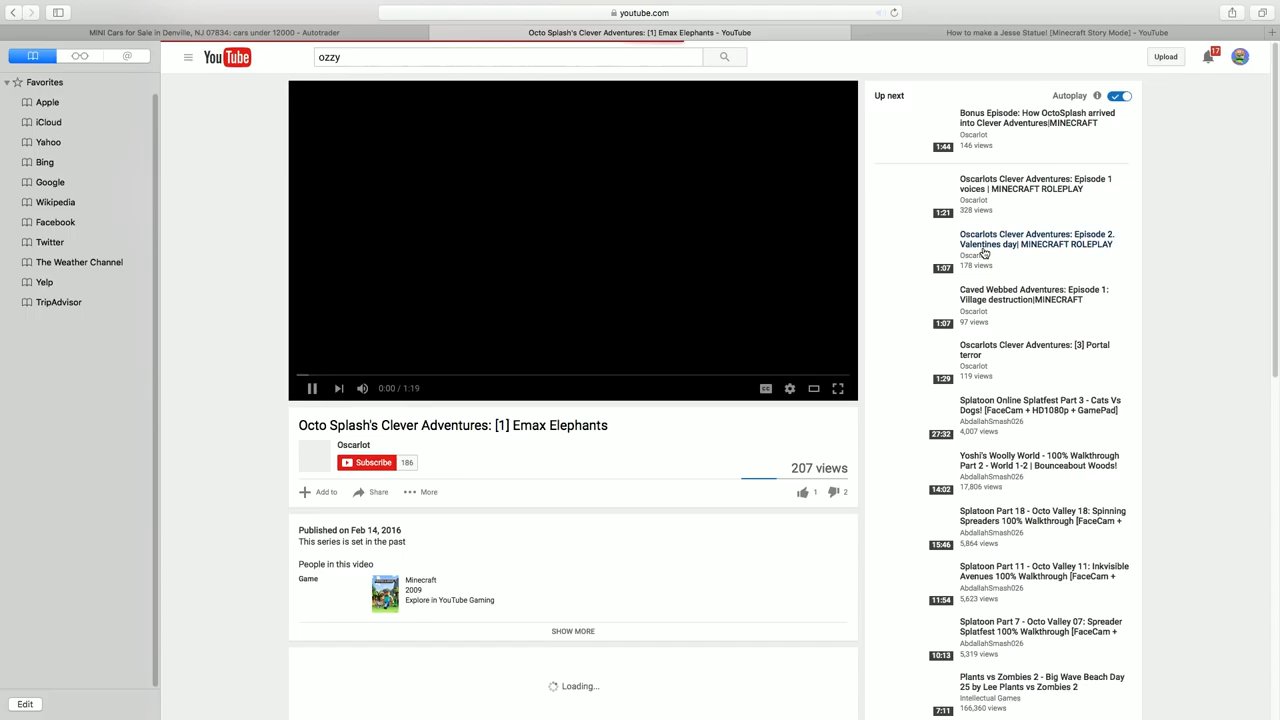 youtube.com
MINI Cars for Sale in Denville, NJ 07834: cars under 12000 - Autotrader
Octo Splash's Clever Adventures: [1] Emax Elephants - YouTube
How to make a Jesse Statue! [Minecraft Story Mode] - YouTube
Favorites
Apple
iCloud
Yahoo
Bing
Google
Wikipedia
Facebook
Twitter
The Weather Channel
Yelp
TripAdvisor
Edit
YouTube
ozzy
Upload
17
0:00 / 1:19
CC
Octo Splash's Clever Adventures: [1] Emax Elephants
Oscarlot
Subscribe 186
207 views
Add to Share More
1 2
Published on Feb 14, 2016
This series is set in the past
People in this video
Game
Minecraft
2009
Explore in YouTube Gaming
SHOW MORE
Loading...
Up next
Autoplay
Bonus Episode: How OctoSplash arrived
into Clever Adventures|MINECRAFT
Oscarlot
1:44 146 views
Oscarlots Clever Adventures: Episode 1
voices | MINECRAFT ROLEPLAY
Oscarlot
1:21 328 views
Oscarlots Clever Adventures: Episode 2.
Valentines day| MINECRAFT ROLEPLAY
1:07 178 views
Caved Webbed Adventures: Episode 1:
Village destruction|MINECRAFT
Oscarlot
1:07 97 views
Oscarlots Clever Adventures: [3] Portal
terror
Oscarlot
1:29 119 views
Splatoon Online Splatfest Part 3 - Cats Vs
Dogs! [FaceCam + HD1080p + GamePad]
AbdallahSmash026
27:32 4,007 views
Yoshi's Woolly World - 100% Walkthrough
Part 2 - World 1-2 | Bounceabout Woods!
AbdallahSmash026
14:02 17,806 views
Splatoon Part 18 - Octo Valley 18: Spinning
Spreaders 100% Walkthrough [FaceCam +
AbdallahSmash026
15:46 5,864 views
Splatoon Part 11 - Octo Valley 11: Inkvisible
Avenues 100% Walkthrough [FaceCam +
AbdallahSmash026
11:54 5,623 views
Splatoon Part 7 - Octo Valley 07: Spreader
Splatfest 100% Walkthrough [FaceCam +
AbdallahSmash026
10:13 5,319 views
Plants vs Zombies 2 - Big Wave Beach Day
25 by Lee Plants vs Zombies 2
Intellectual Games
7:11 166,360 views